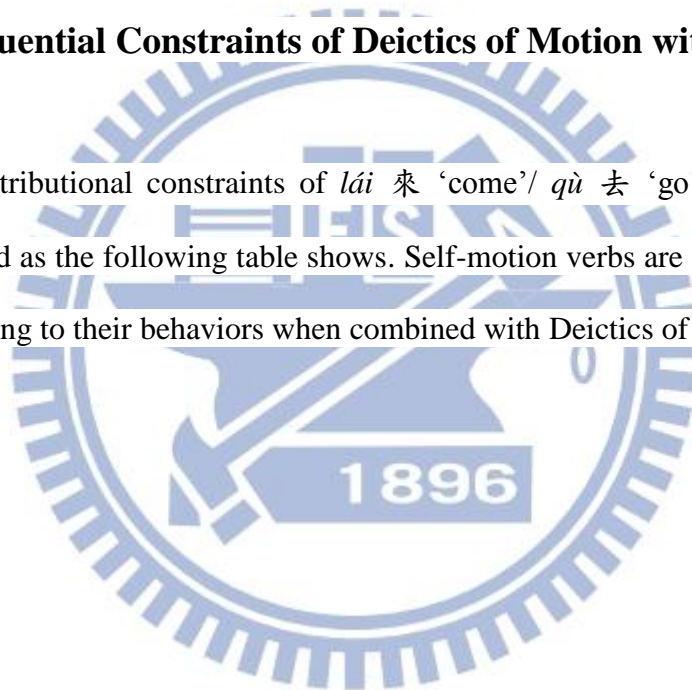 uential Constraints of Deictics of Motion wit
tributional constraints of lái 來 ‘come’/ qù 去 ‘go’
d as the following table shows. Self-motion verbs are
ng to their behaviors when combined with Deictics of
1896